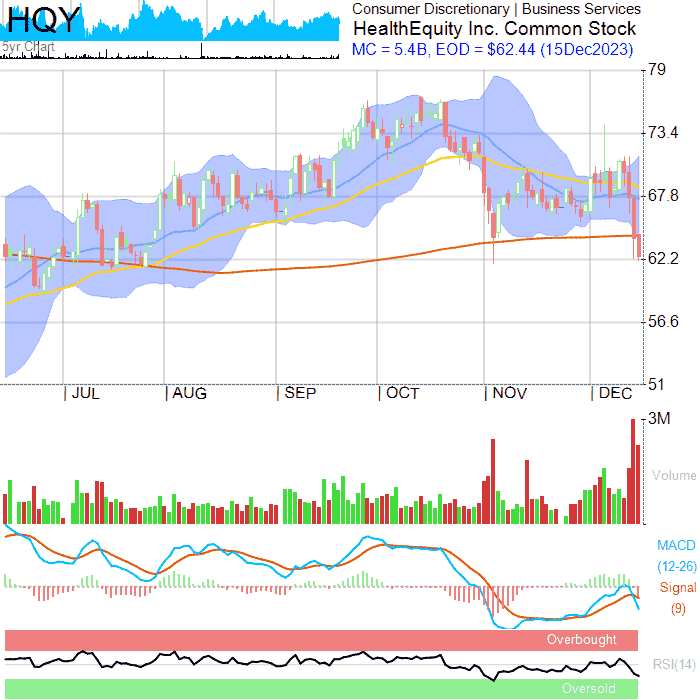 HQY
5yr Chart
Consumer Discretionary | Business Services
HealthEquity Inc. Common Stock
MC = 5.4B, EOD = $62.44 (15Dec2023)
79
73.4
67.8
62.2
56.6
51
| JUL | AUG | SEP | OCT | NOV | DEC
3M
Volume
MACD
(12-26)
Signal
(9)
Overbought
RSI(14)
Oversold